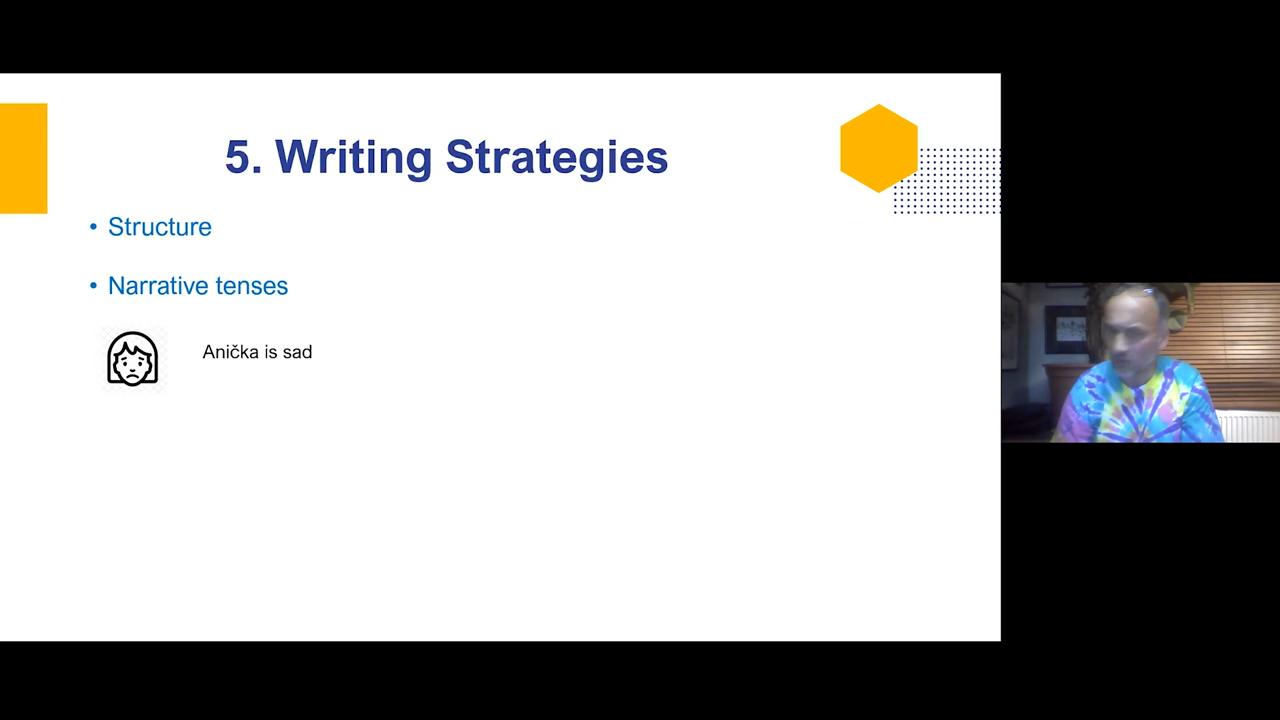 5. Writing Strategies
• Structure
• Narrative tenses
Anička is sad